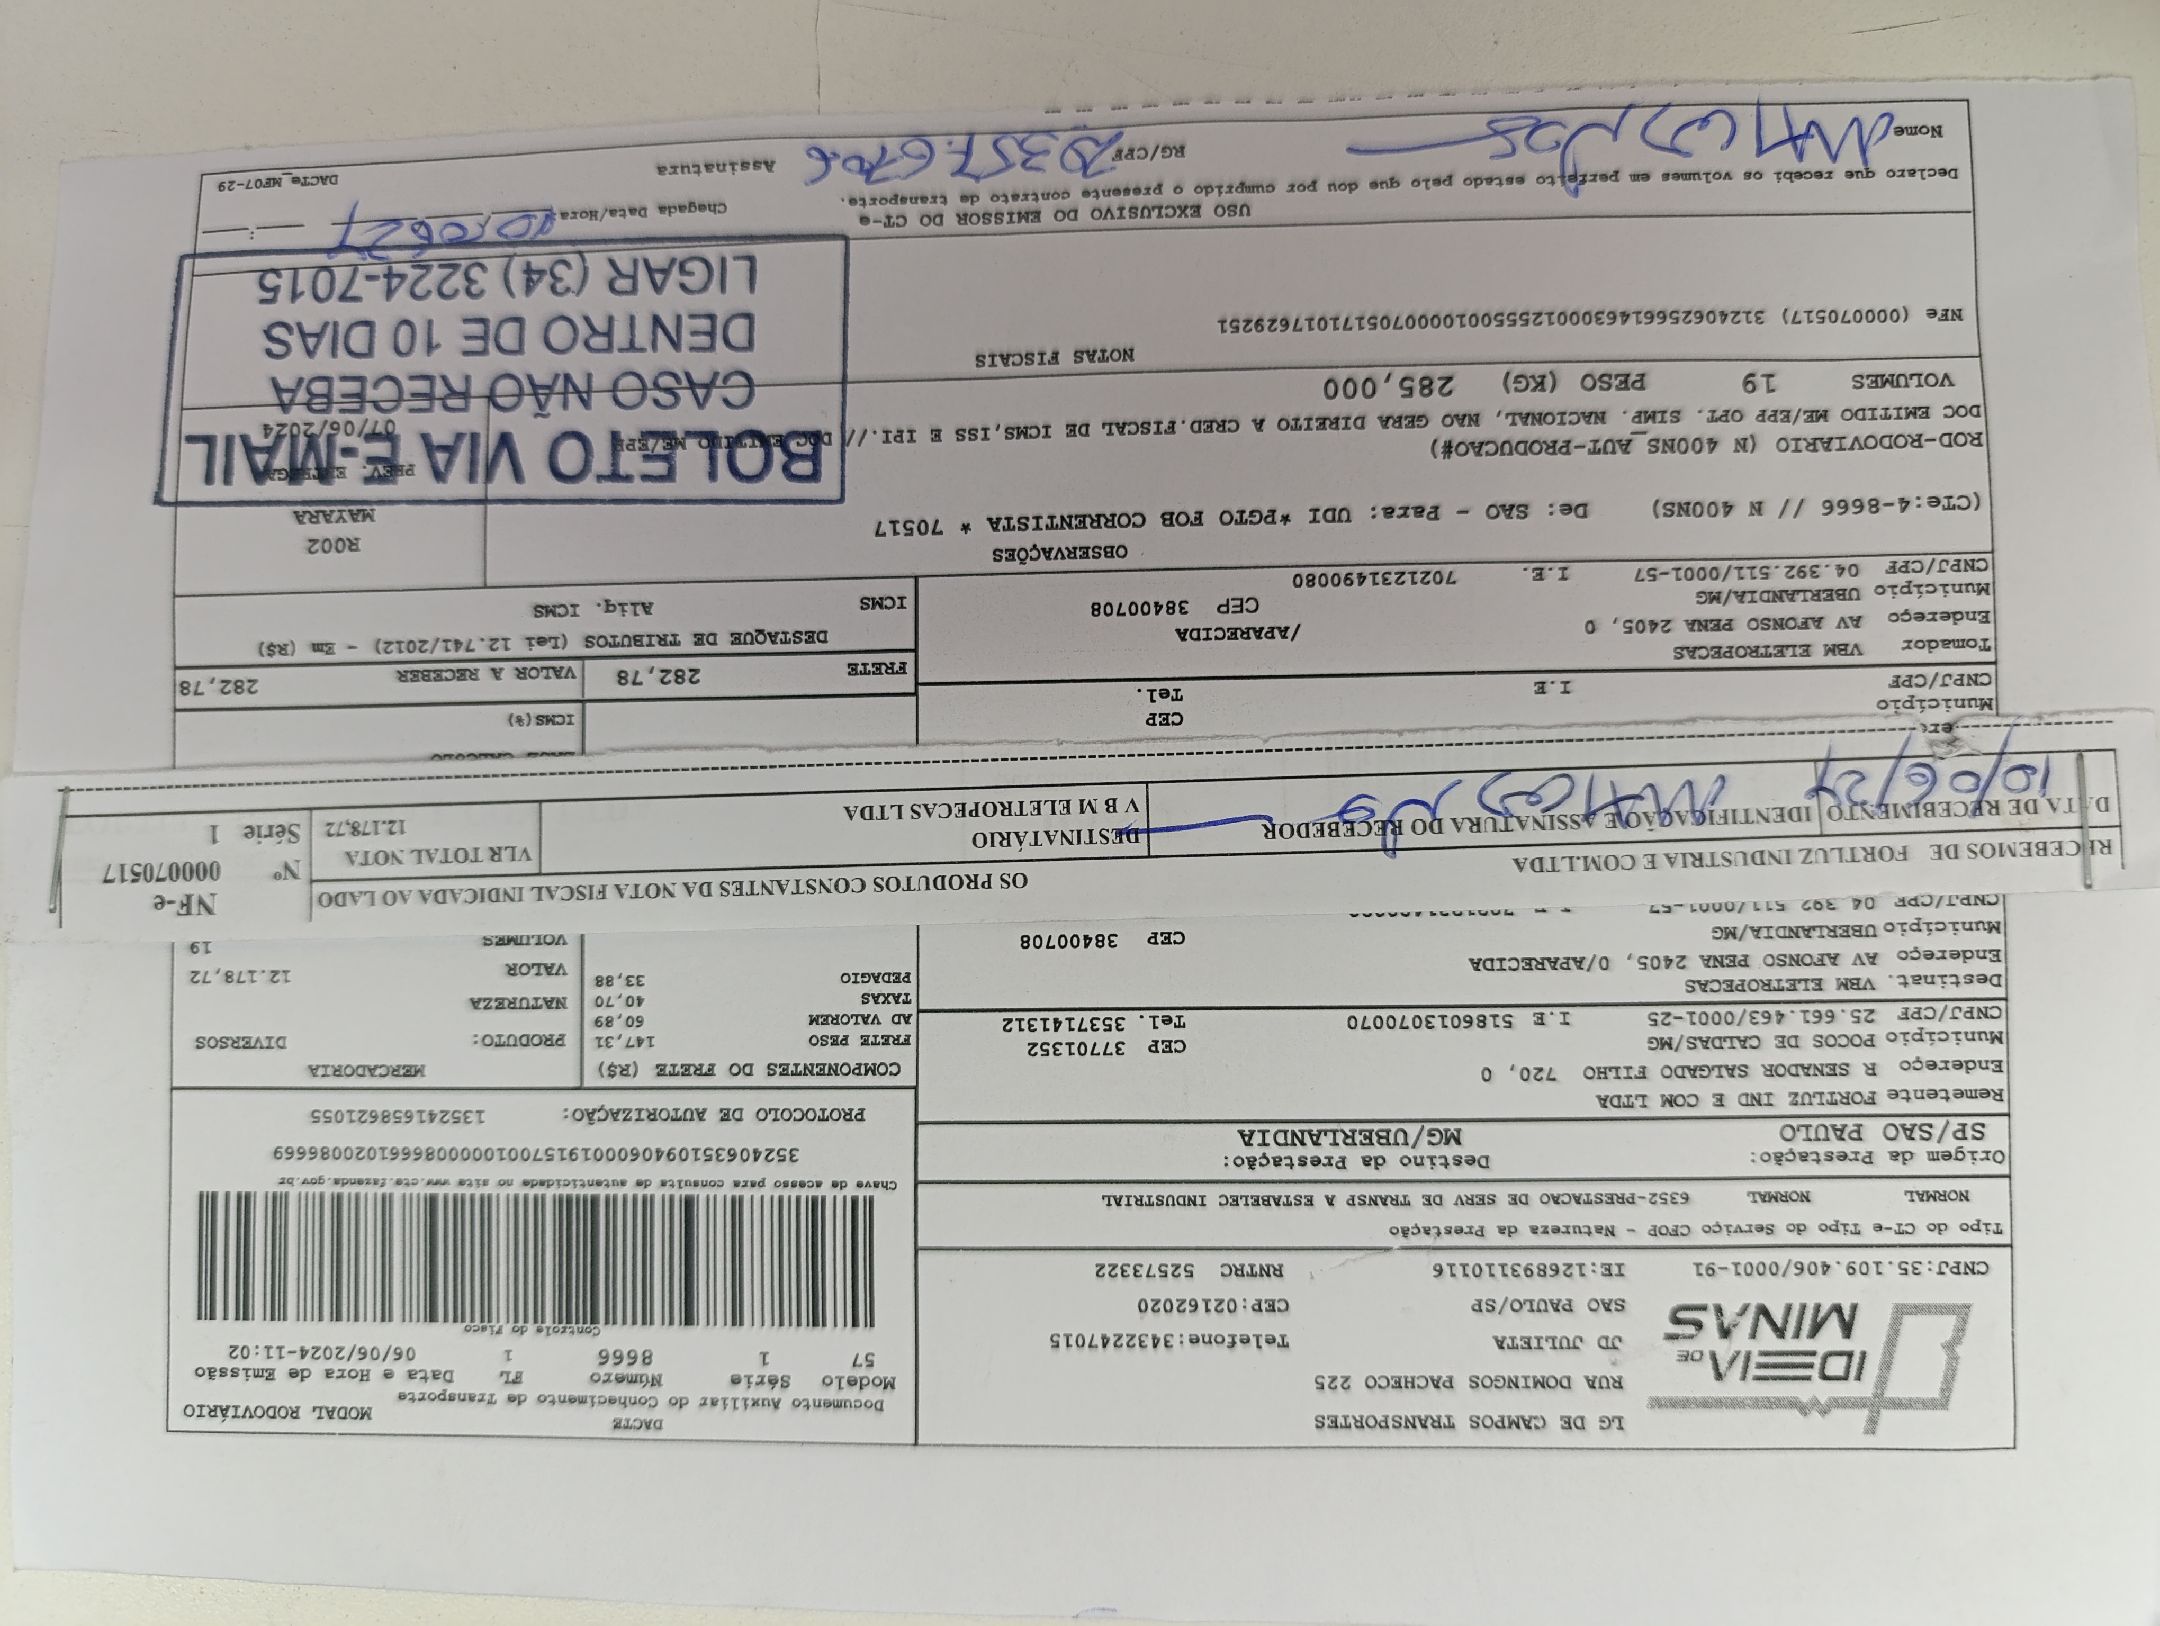 IDEIA DE MINAS
LG DE CAMPOS TRANSPORTES
RUA DOMINGOS PACHECO 225
JD JULIETA Telefone:3432247015
SAO PAULO/SP CEP:02162020
CNPJ:35.109.406/0001-91 IE:126893110116 RNTRC 52573322
DACTE
Documento Auxiliar do Conhecimento de Transporte
MODAL RODOVIÁRIO
Modelo Série Número FL Data e Hora de Emissão
57 1 8666 1 06/06/2024-11:02
Controle do Fisco
Chave de acesso para consulta de autenticidade no site www.cte.fazenda.gov.br
35240635109406000191570010000086661020086669
PROTOCOLO DE AUTORIZAÇÃO: 135241658621055
Tipo do CT-e Tipo do Serviço CFOP - Natureza da Prestação
NORMAL NORMAL 6352-PRESTACAO DE SERV DE TRANSP A ESTABELEC INDUSTRIAL
Origem da Prestação: Destino da Prestação:
SP/SAO PAULO MG/UBERLANDIA
Remetente FORTLUZ IND E COM LTDA
Endereço R SENADOR SALGADO FILHO 720, 0
Município POCOS DE CALDAS/MG CEP 37701352
CNPJ/CPF 25.661.463/0001-25 I.E 5186013070070 Tel. 3537141312
Destinat. VBM ELETROPECAS
Endereço AV AFONSO PENA 2405, 0/APARECIDA
Município UBERLANDIA/MG CEP 38400708
CNPJ/CPF 04.392.511/0001-57
COMPONENTES DO FRETE (R$)
FRETE PESO 147,31
AD VALOREM 60,89
TAXAS 40,70
PEDAGIO 33,88
MERCADORIA
PRODUTO: DIVERSOS
NATUREZA
VALOR 12.178,72
VOLUMES 19
RECEBEMOS DE FORTLUZ INDUSTRIA E COM.LTDA OS PRODUTOS CONSTANTES DA NOTA FISCAL INDICADA AO LADO
DATA DE RECEBIMENTO IDENTIFICAÇÃO E ASSINATURA DO RECEBEDOR
10/06/24
DESTINATÁRIO
V B M ELETROPECAS LTDA
VLR TOTAL NOTA
12.178,72
NF-e
Nº 000070517
Série 1
Município CEP
CNPJ/CPF I.E Tel.
ICMS(%)
FRETE 282,78 VALOR A RECEBER 282,78
Tomador VBM ELETROPECAS
Endereço AV AFONSO PENA 2405, 0 /APARECIDA
Município UBERLANDIA/MG CEP 38400708
CNPJ/CPF 04.392.511/0001-57 I.E. 7021231490080
DESTAQUE DE TRIBUTOS (Lei 12.741/2012) - Em (R$)
ICMS Aliq. ICMS
OBSERVAÇÕES
(CTe:4-8666 // N 400NS) De: SAO - Para: UDI *PGTO FOB CORRENTISTA * 70517
ROD-RODOVIARIO (N 400NS_AUT-PRODUCAO#)
DOC EMITIDO ME/EPP OPT. SIMP. NACIONAL, NAO GERA DIREITO A CRED.FISCAL DE ICMS,ISS E IPI.// DOC EMITIDO ME/EPP
R002
MAYARA
PREV. ENTREGA
07/06/2024
BOLETO VIA E-MAIL
CASO NÃO RECEBA
DENTRO DE 10 DIAS
LIGAR (34) 3224-7015
VOLUMES 19 PESO (KG) 285,000
NOTAS FISCAIS
NFe (000070517) 31240625661463000125550010000705171017629251
USO EXCLUSIVO DO EMISSOR DO CT-e
Declaro que recebi os volumes em perfeito estado pelo que dou por cumprido o presente contrato de transporte.
Chegada Data/Hora:
Nome RG/CPF Assinatura
DACTe_MF07-29